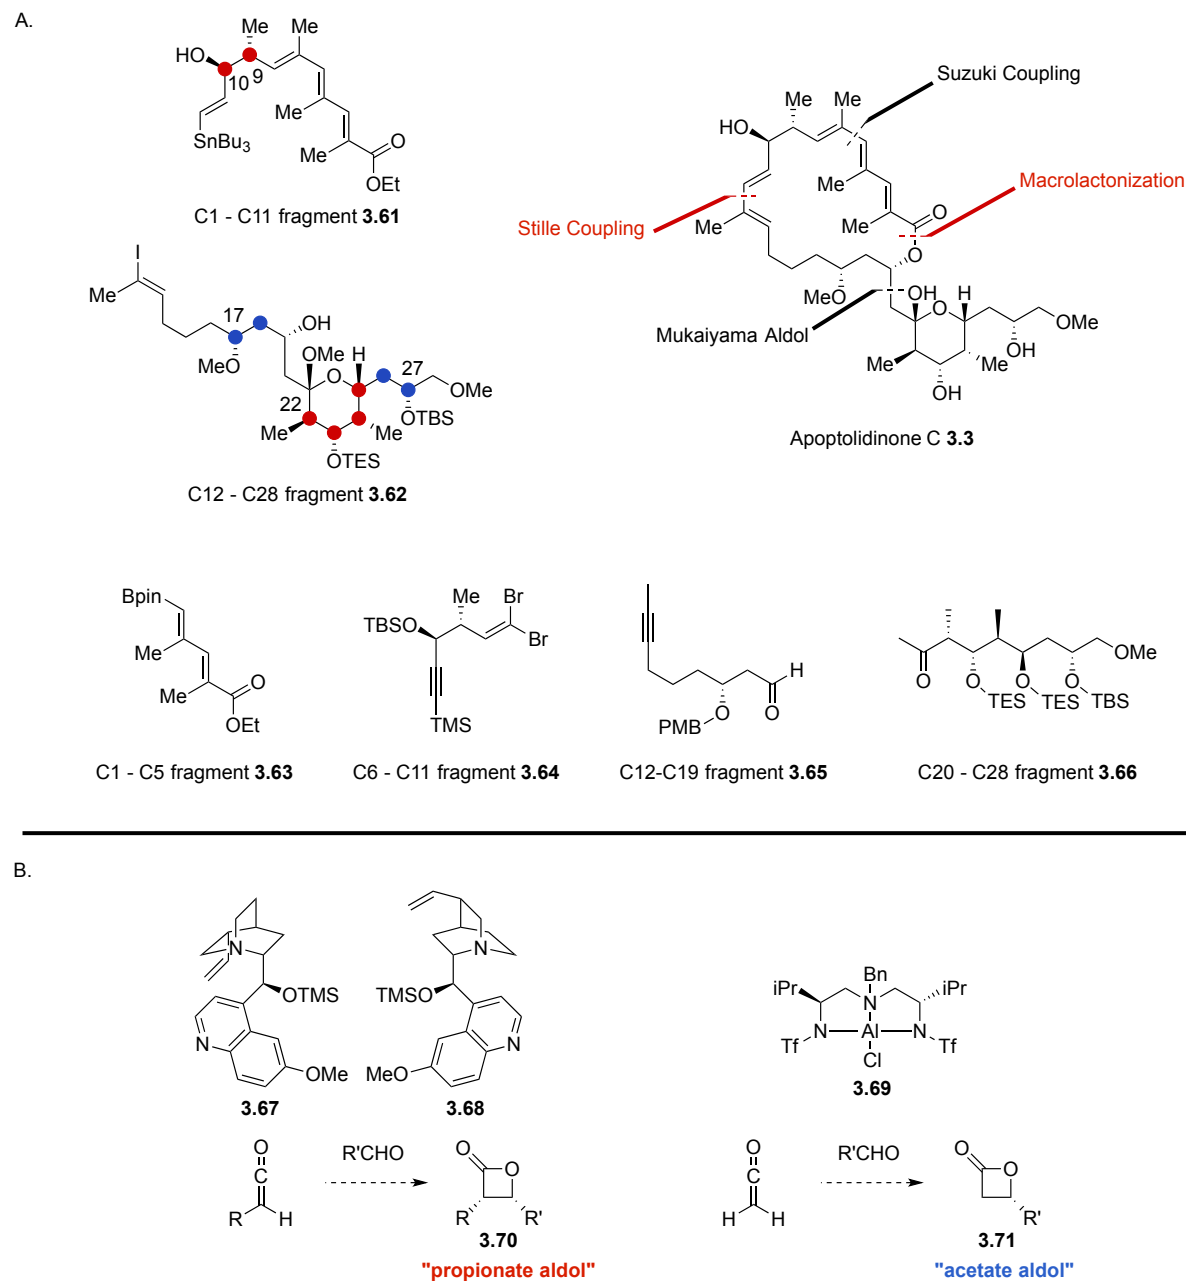 A.
Me
Me
HO
10
9
Me
SnBu3
Me
O
OEt
C1 - C11 fragment 3.61
Suzuki Coupling
Me
Me
HO
Me
Macrolactonization
Stille Coupling
Me
Me
O
O
MeO
OH
O
H
OMe
Mukaiyama Aldol
Me
Me
OH
OH
Apoptolidinone C 3.3
I
Me
17
OH
MeO
OMe
H
O
27
OMe
22
OTBS
Me
Me
OTES
C12 - C28 fragment 3.62
Bpin
Me
Me
O
OEt
C1 - C5 fragment 3.63
Me
Br
TBSO
Br
TMS
C6 - C11 fragment 3.64
H
O
O
PMB
C12-C19 fragment 3.65
OMe
O
O
O
O
TES
TES
TBS
C20 - C28 fragment 3.66
B.
N
OTMS
N
OMe
3.67
N
TMSO
N
MeO
3.68
Bn
iPr
N
iPr
N
Al
N
Tf
Cl
Tf
3.69
O
C
R
H
R'CHO
O
O
R
R'
3.70
"propionate aldol"
O
C
H
H
R'CHO
O
O
R'
3.71
"acetate aldol"